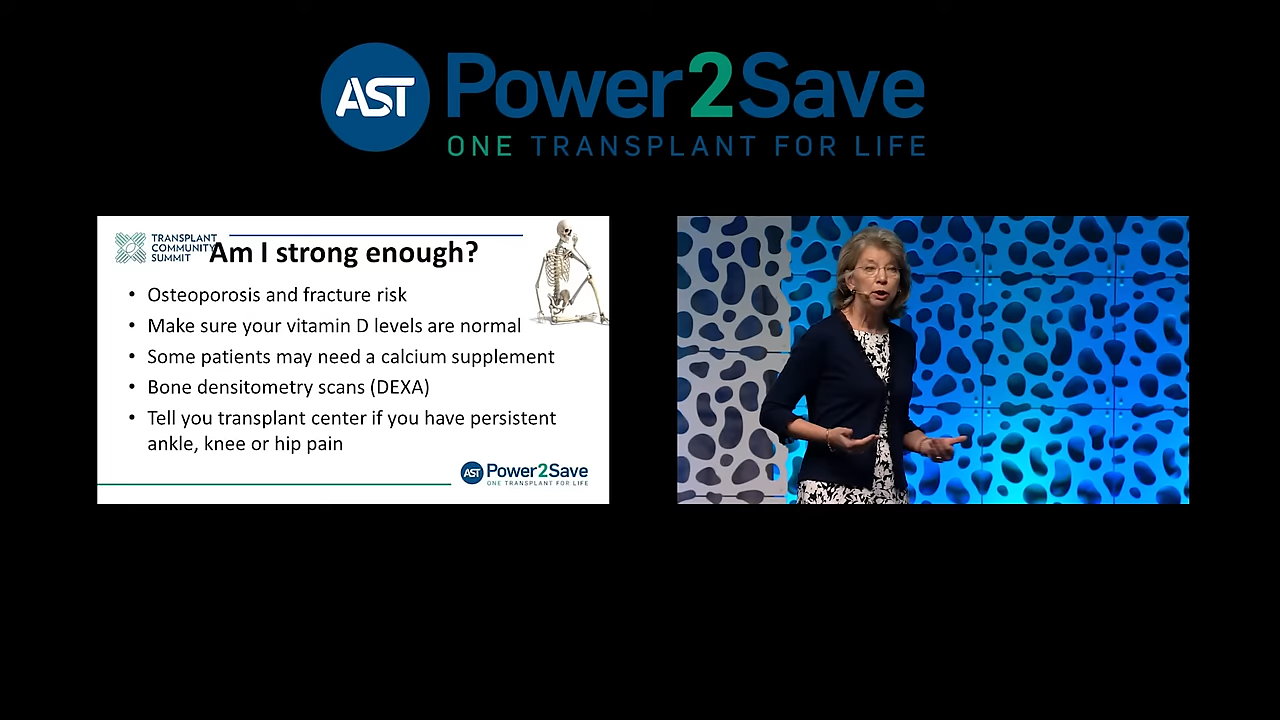 AST Power2Save
ONE TRANSPLANT FOR LIFE
TRANSPLANT
COMMUNITY
SUMMIT
Am I strong enough?
• Osteoporosis and fracture risk
• Make sure your vitamin D levels are normal
• Some patients may need a calcium supplement
• Bone densitometry scans (DEXA)
• Tell you transplant center if you have persistent
ankle, knee or hip pain
AST Power2Save
ONE TRANSPLANT FOR LIFE